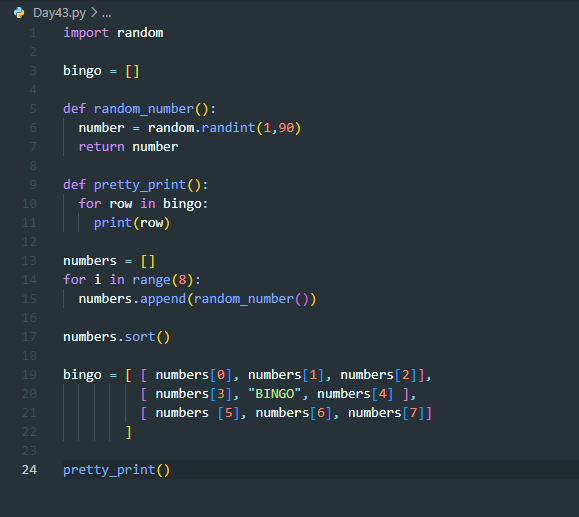 Day43.py > ...
1 import random
2
3 bingo = []
4
5 def random_number():
6   number = random.randint(1,90)
7   return number
8
9 def pretty_print():
10   for row in bingo:
11     print(row)
12
13 numbers = []
14 for i in range(8):
15   numbers.append(random_number())
16
17 numbers.sort()
18
19 bingo = [ [ numbers[0], numbers[1], numbers[2]],
20           [ numbers[3], "BINGO", numbers[4] ],
21           [ numbers [5], numbers[6], numbers[7]]
22         ]
23
24 pretty_print()